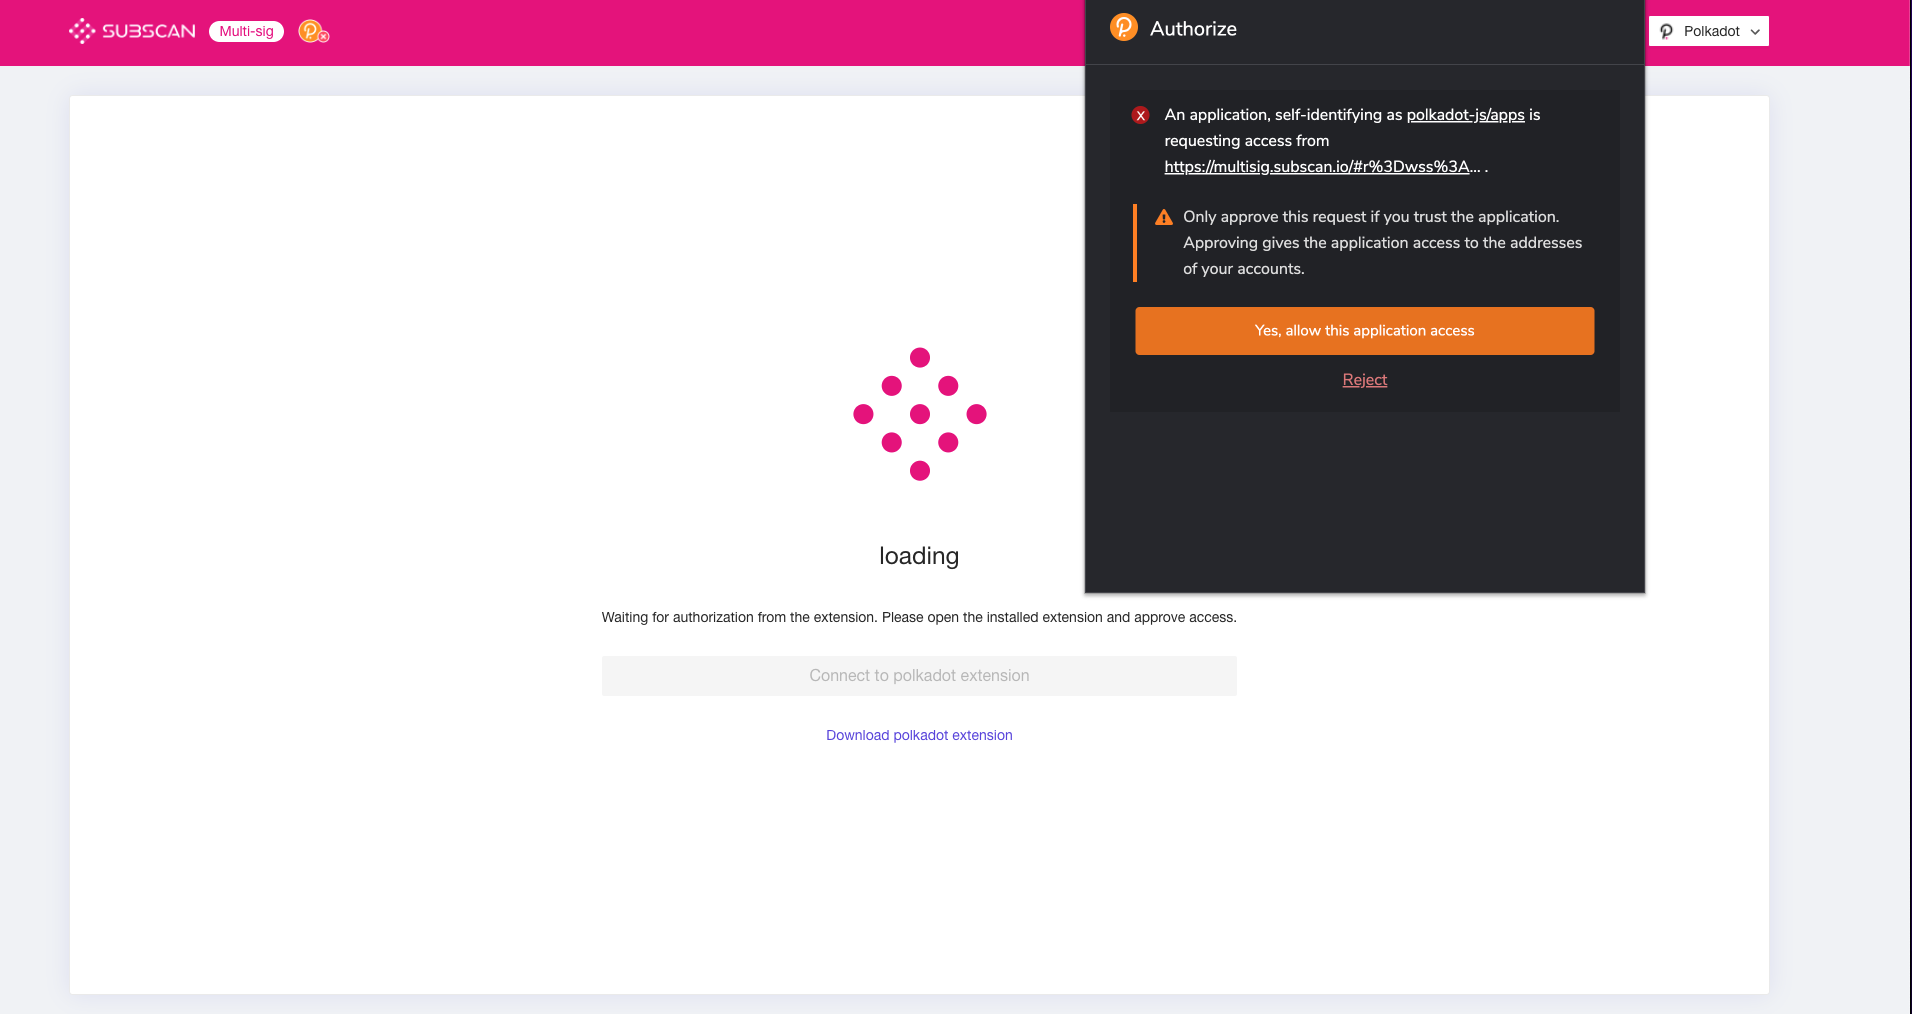 SUBSCAN
Multi-sig
Authorize
Polkadot
An application, self-identifying as polkadot-js/apps is
requesting access from
https://multisig.subscan.io/#r%3Dwss%3A... .
Only approve this request if you trust the application.
Approving gives the application access to the addresses
of your accounts.
Yes, allow this application access
Reject
loading
Waiting for authorization from the extension. Please open the installed extension and approve access.
Connect to polkadot extension
Download polkadot extension